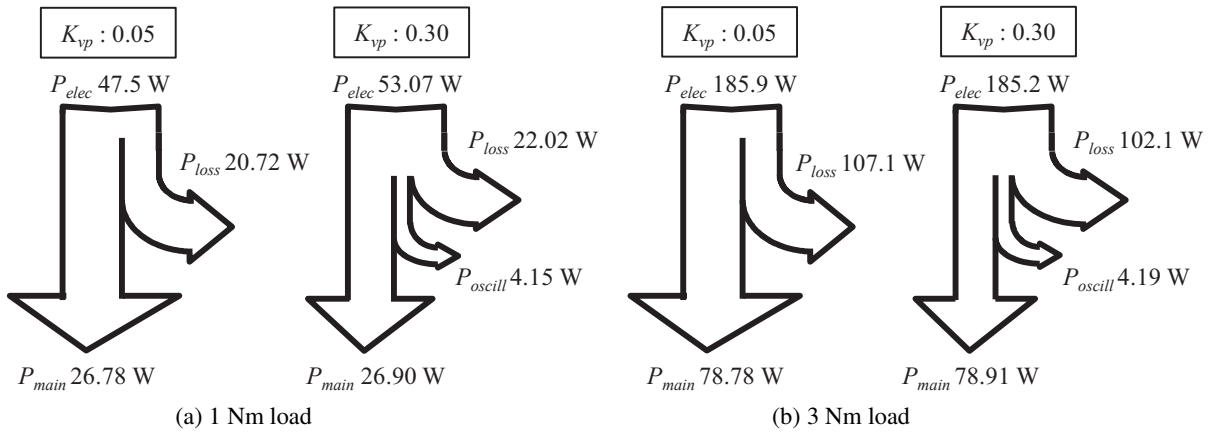 K_vp : 0.05
K_vp : 0.30
K_vp : 0.05
K_vp : 0.30
P_elec 47.5 W
P_elec 53.07 W
P_elec 185.9 W
P_elec 185.2 W
P_loss 20.72 W
P_loss 22.02 W
P_loss 107.1 W
P_loss 102.1 W
P_oscill 4.15 W
P_oscill 4.19 W
P_main 26.78 W
P_main 26.90 W
P_main 78.78 W
P_main 78.91 W
(a) 1 Nm load
(b) 3 Nm load